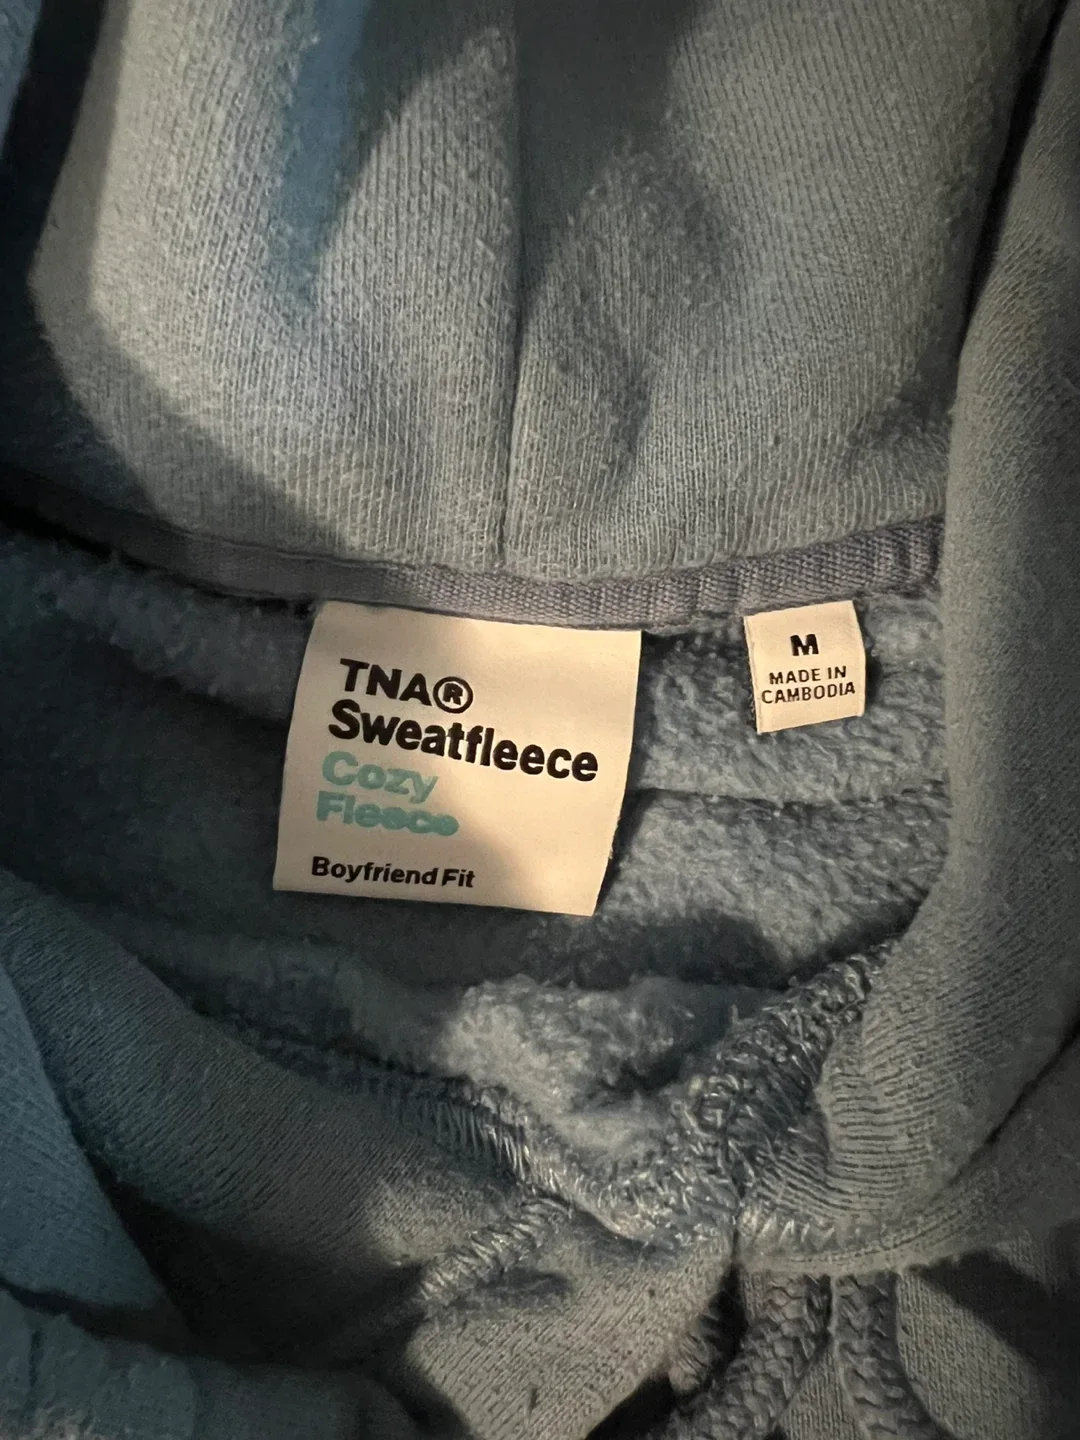 TNA®
Sweatfleece
Cozy
Fleece
Boyfriend Fit
M
MADE IN
CAMBODIA